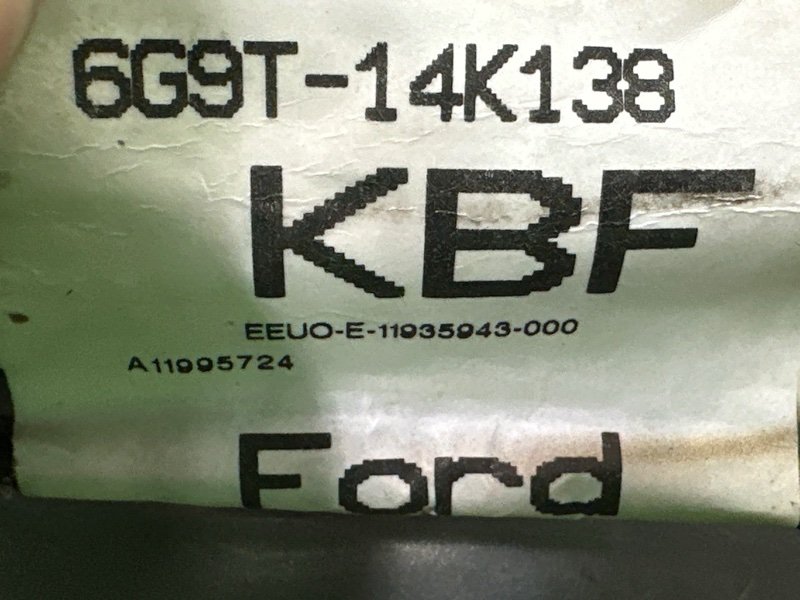 6G9T-14K138
KBF
EEUO-E-11935943-000
A11995724
Ford